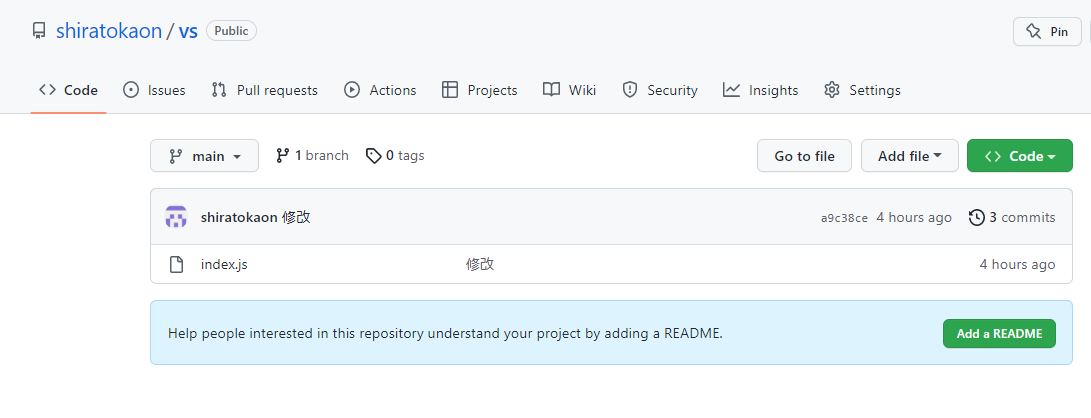 shiratokaon / vs Public Pin
Code Issues Pull requests Actions Projects Wiki Security Insights Settings
main 1 branch 0 tags Go to file Add file Code
shiratokaon 修改 a9c38ce 4 hours ago 3 commits
index.js 修改 4 hours ago
Help people interested in this repository understand your project by adding a README. Add a README